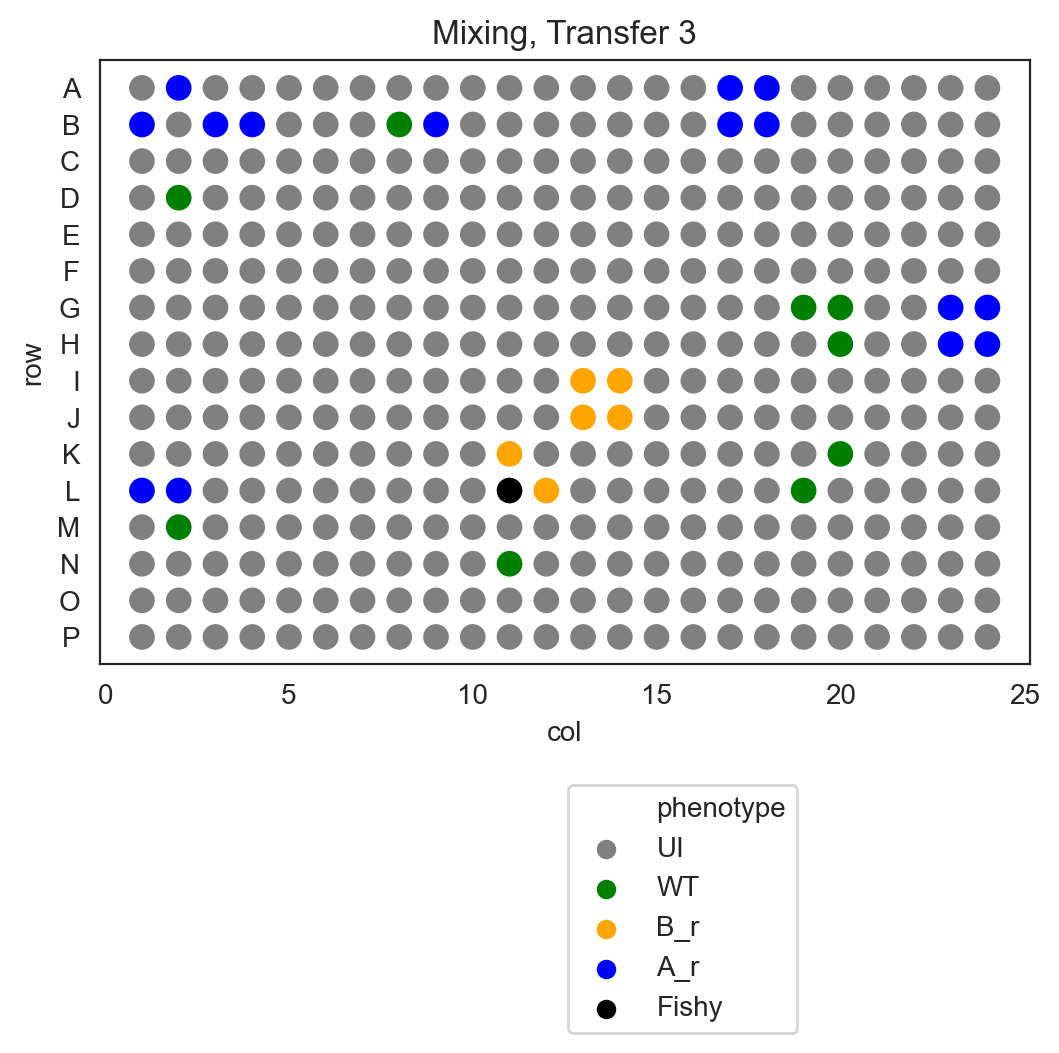 Mixing, Transfer 3
row
A
B
C
D
E
F
G
H
I
J
K
L
M
N
O
P
0 5 10 15 20 25
col
phenotype
UI
WT
B_r
A_r
Fishy